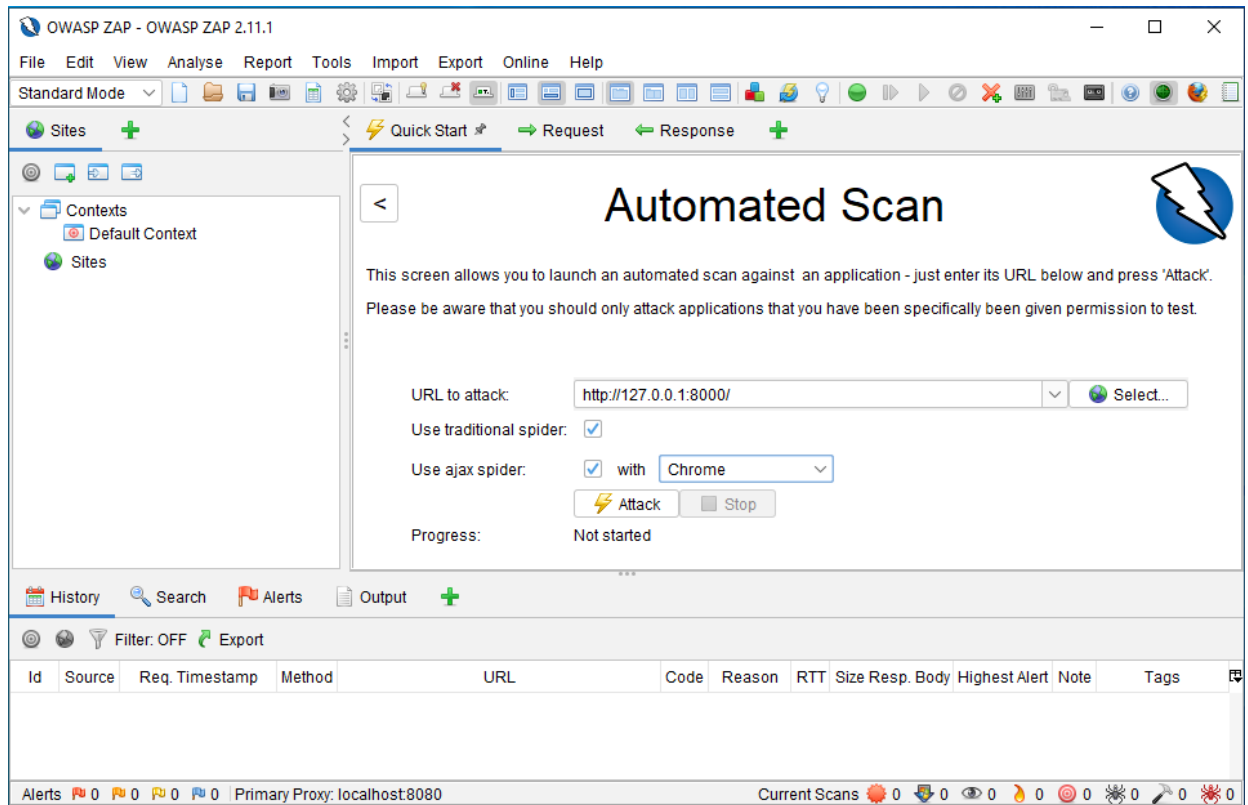 OWASP ZAP - OWASP ZAP 2.11.1
File Edit View Analyse Report Tools Import Export Online Help
Standard Mode
Sites
Quick Start
Request
Response
Contexts
Default Context
Sites
<
Automated Scan
This screen allows you to launch an automated scan against an application - just enter its URL below and press 'Attack'.
Please be aware that you should only attack applications that you have been specifically been given permission to test.
URL to attack: http://127.0.0.1:8000/ Select...
Use traditional spider:
Use ajax spider: with Chrome
Attack Stop
Progress: Not started
History Search Alerts Output
Filter: OFF Export
Id Source Req. Timestamp Method URL Code Reason RTT Size Resp. Body Highest Alert Note Tags
Alerts 0 0 0 0 Primary Proxy: localhost:8080 Current Scans 0 0 0 0 0 0 0 0